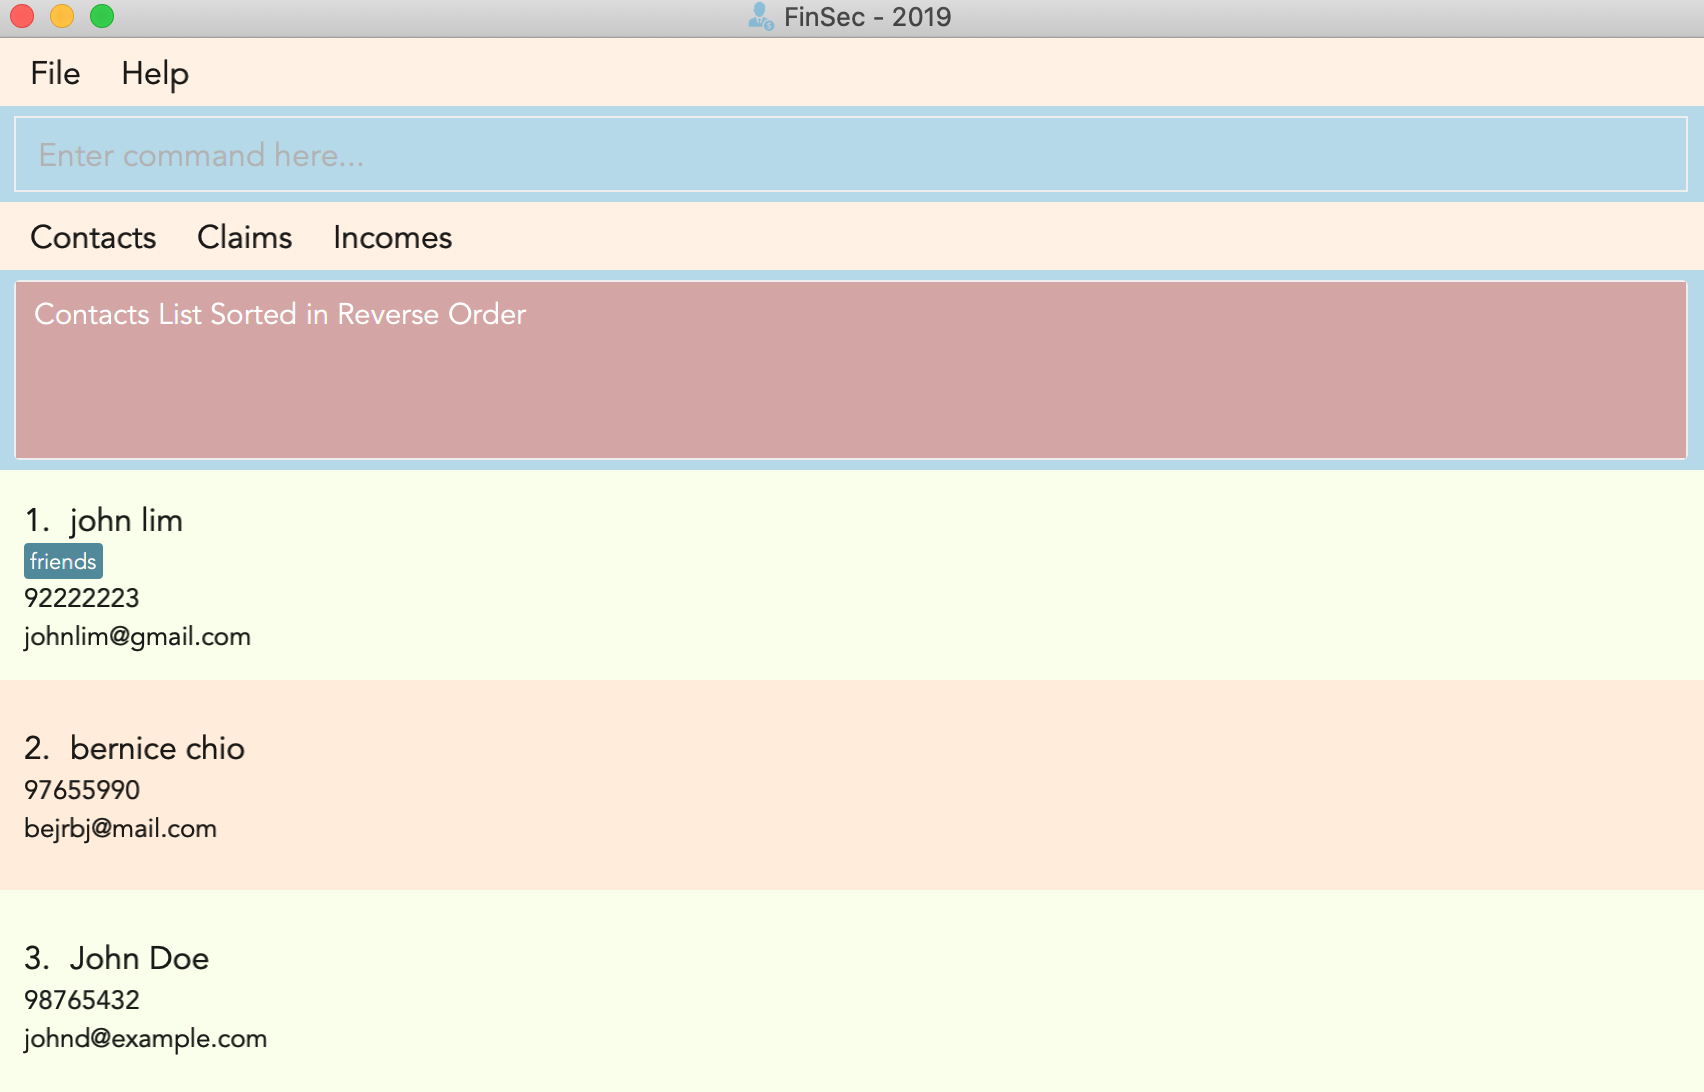 FinSec - 2019
File Help
Enter command here...
Contacts Claims Incomes
Contacts List Sorted in Reverse Order
1. john lim
friends
92222223
johnlim@gmail.com
2. bernice chio
97655990
bejrbj@mail.com
3. John Doe
98765432
johnd@example.com